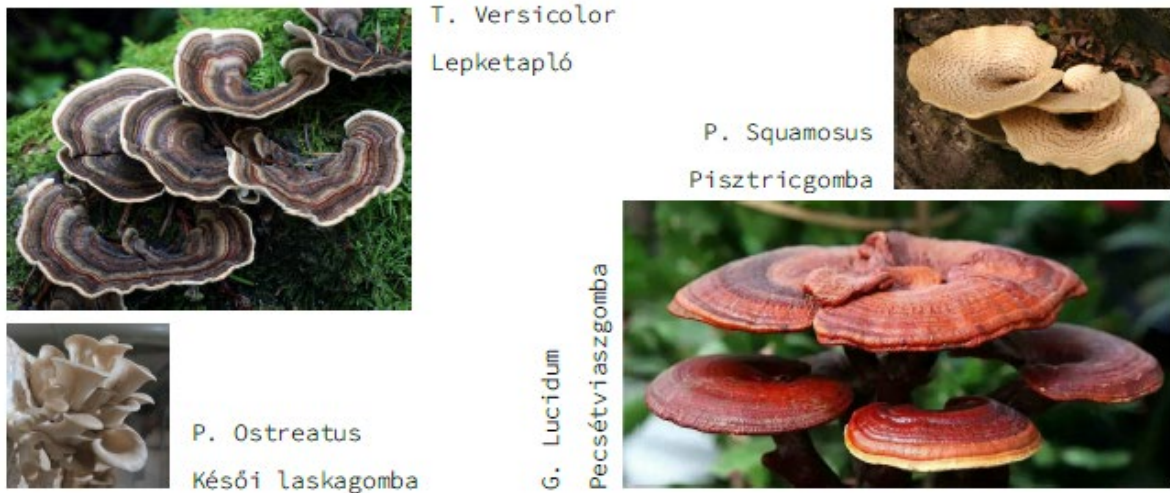 T. Versicolor
Lepketapló
P. Squamosus
Pisztricgomba
P. Ostreatus
Késői laskagomba
G. Lucidum
Pecsétviaszgomba